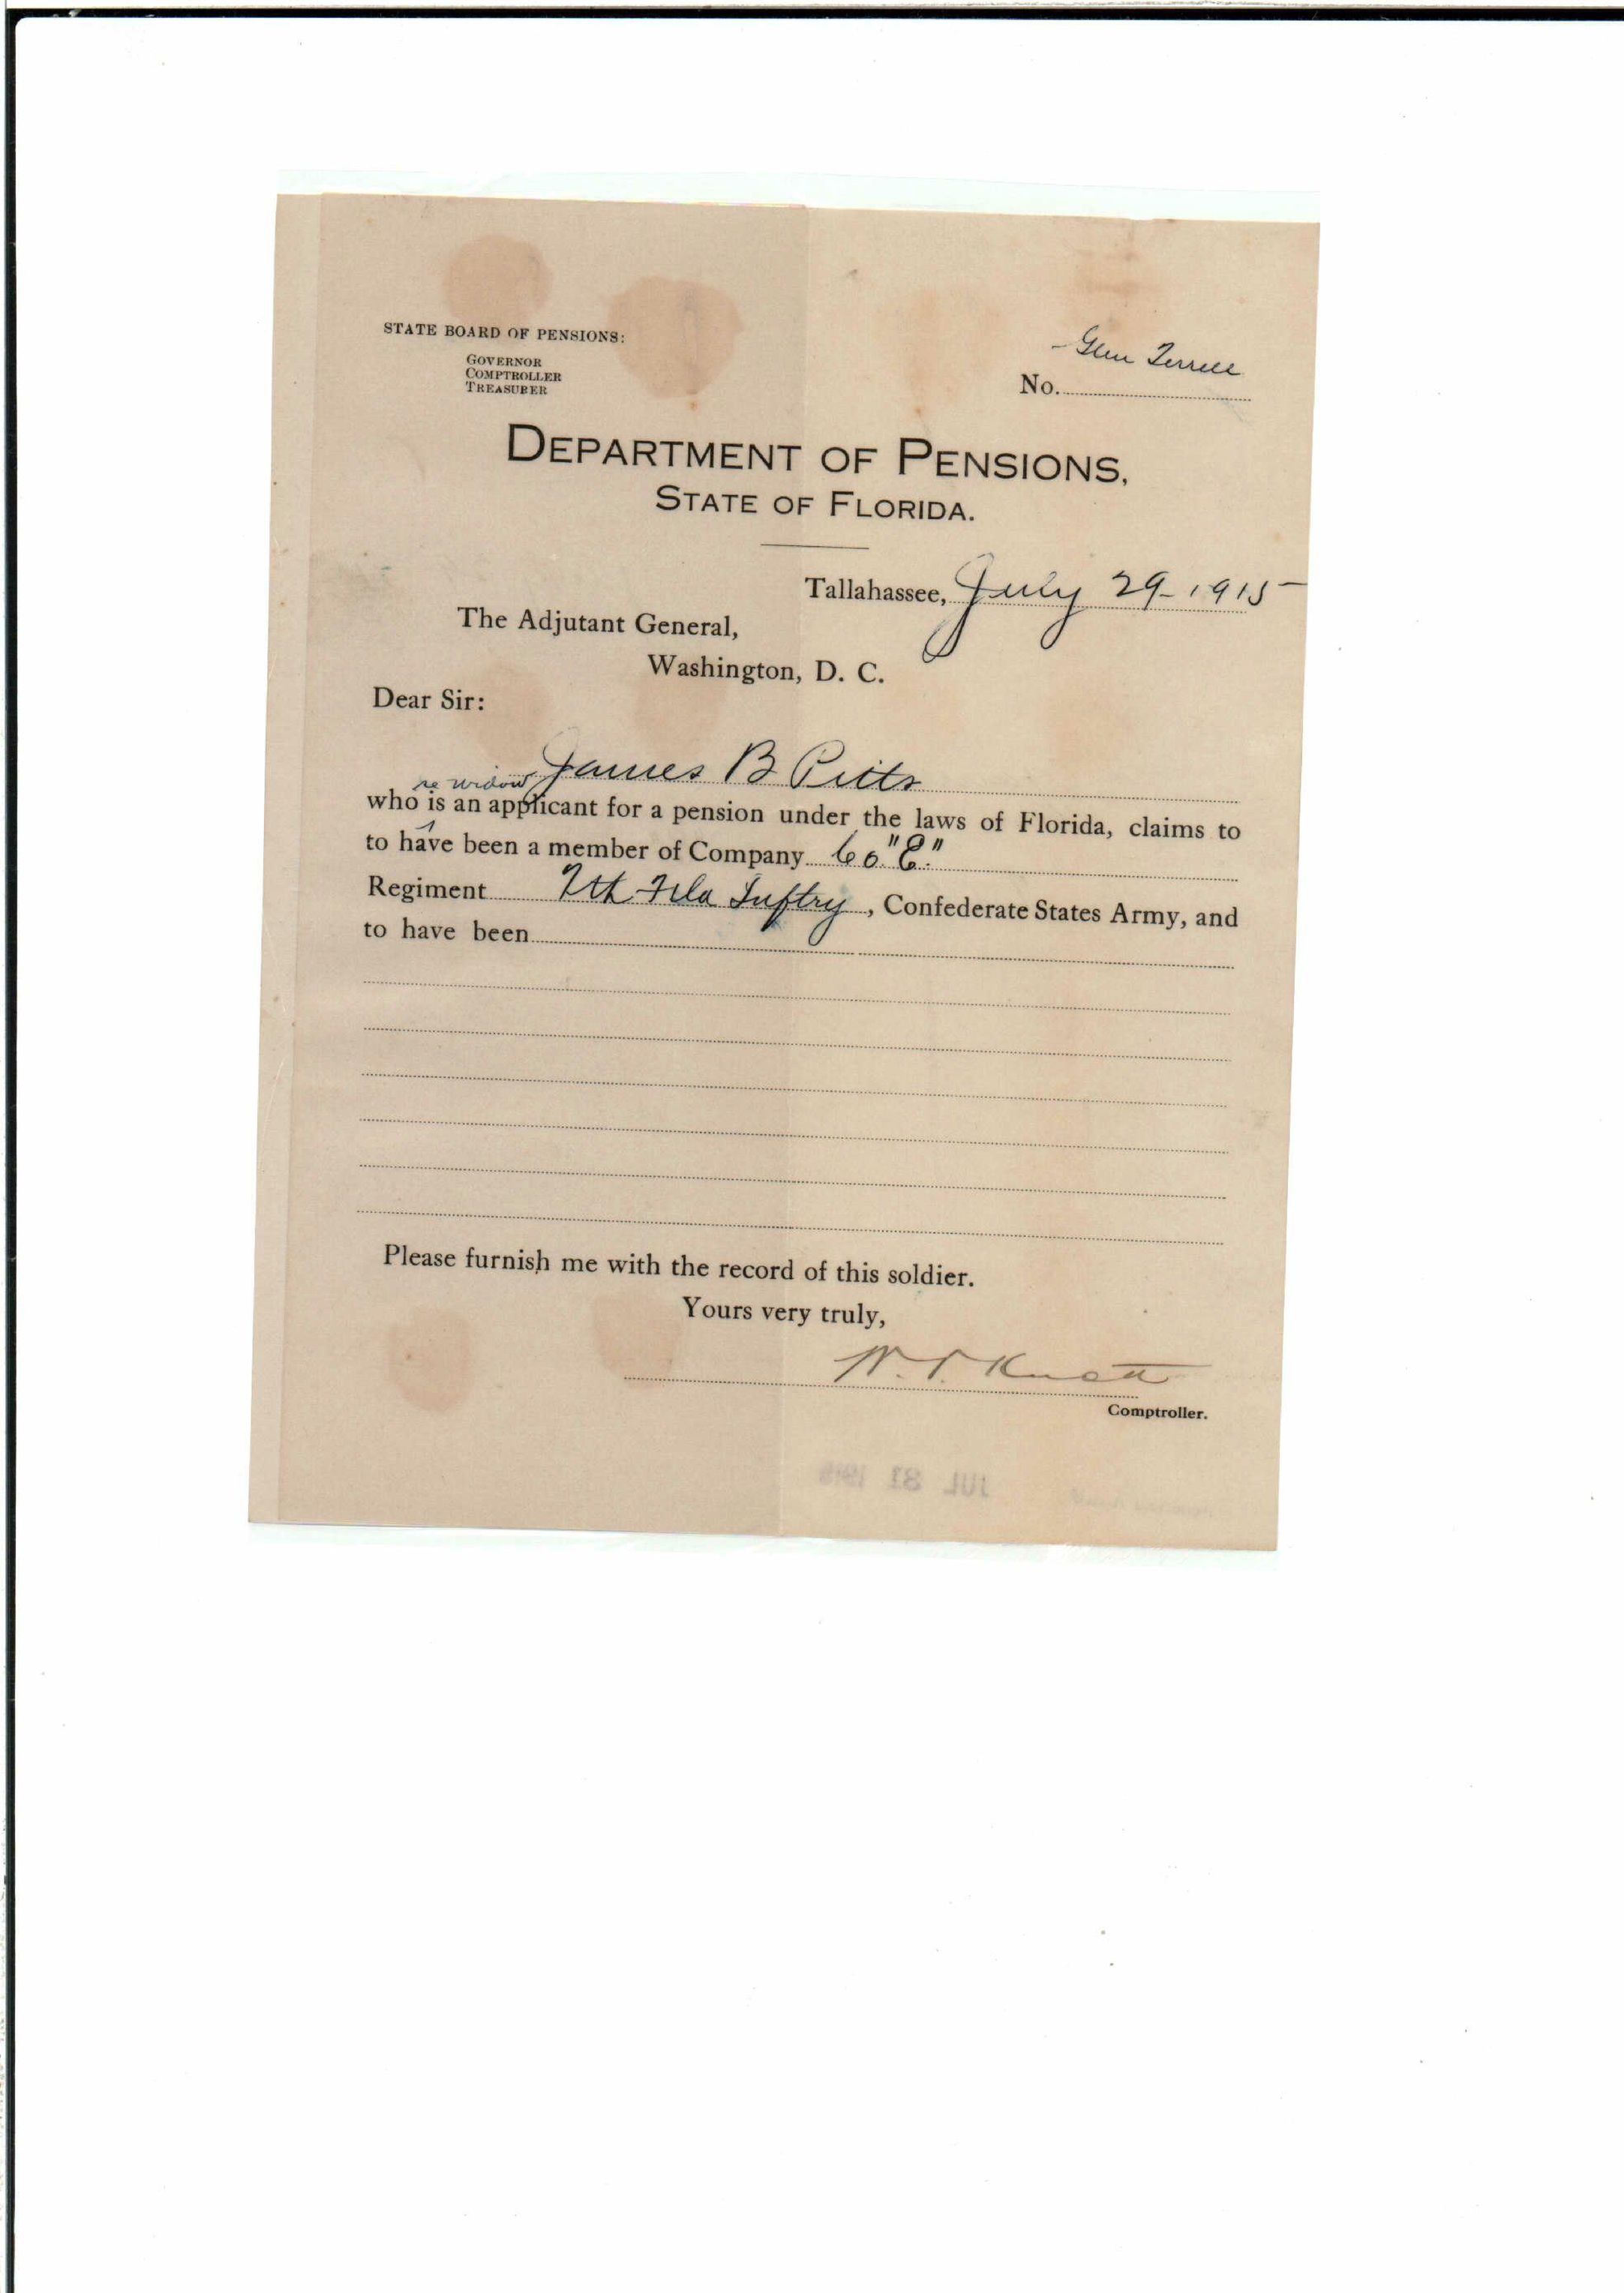 STATE BOARD OF PENSIONS:
GOVERNOR
COMPTROLLER
TREASURER
Glen Terrell
No.
DEPARTMENT OF PENSIONS,
STATE OF FLORIDA.
Tallahassee, July 29-1915
The Adjutant General,
Washington, D. C.
Dear Sir:
James B Pitts
widow
who is an applicant for a pension under the laws of Florida, claims to
to have been a member of Company Co "E"
Regiment 7th Fla Inftry, Confederate States Army, and
to have been
Please furnish me with the record of this soldier.
Yours very truly,
W. V. Knott
Comptroller.
JUL 31 1915